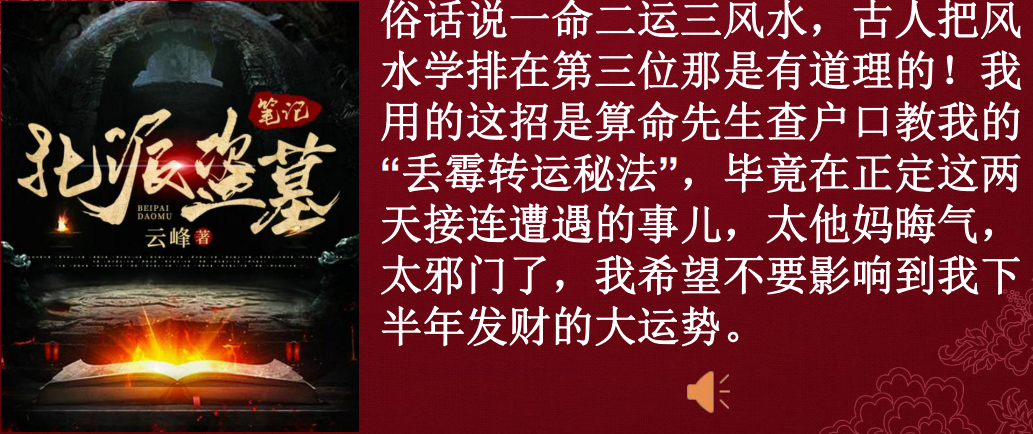 笔记
北派盗墓
BEIPAI
DAOMU
云峰 著
俗话说一命二运三风水，古人把风
水学排在第三位那是有道理的！我
用的这招是算命先生查户口教我的
“丢霉转运秘法”，毕竟在正定这两
天接连遭遇的事儿，太他妈晦气，
太邪门了，我希望不要影响到我下
半年发财的大运势。